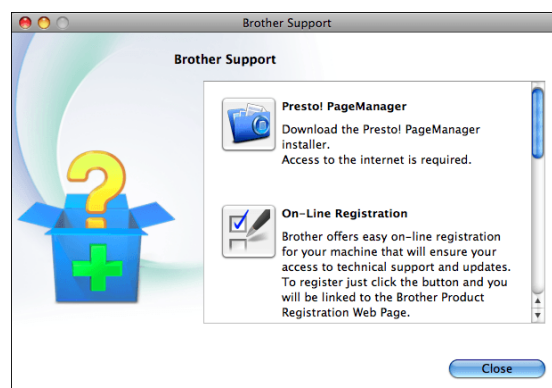 Brother Support
Brother Support
Presto! PageManager
Download the Presto! PageManager
installer.
Access to the internet is required.
On-Line Registration
Brother offers easy on-line registration
for your machine that will ensure your
access to technical support and updates.
To register just click the button and you
will be linked to the Brother Product
Registration Web Page.
Close